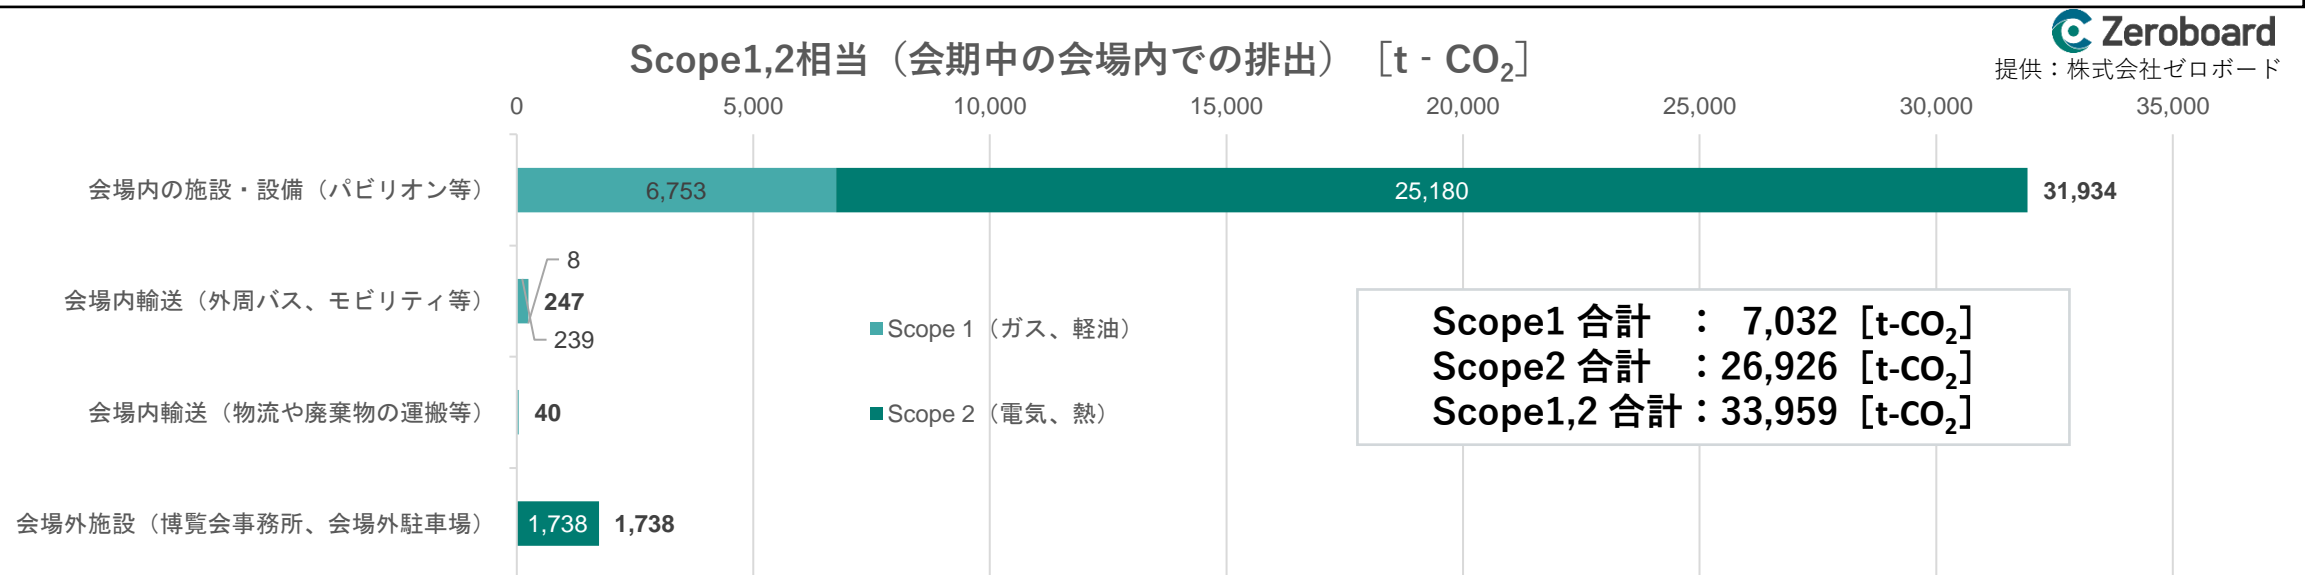 Zeroboard
提供：株式会社ゼロボード
Scope1,2相当（会期中の会場内での排出）［t‐CO₂］
0 5,000 10,000 15,000 20,000 25,000 30,000 35,000
会場内の施設・設備（パビリオン等） 6,753 25,180 31,934
8
会場内輸送（外周バス、モビリティ等） 247
239
会場内輸送（物流や廃棄物の運搬等） 40
会場外施設（博覧会事務所、会場外駐車場） 1,738 1,738
Scope 1（ガス、軽油）
Scope 2（電気、熱）
Scope1 合計 ： 7,032［t-CO₂］
Scope2 合計 ：26,926［t-CO₂］
Scope1,2 合計：33,959［t-CO₂］